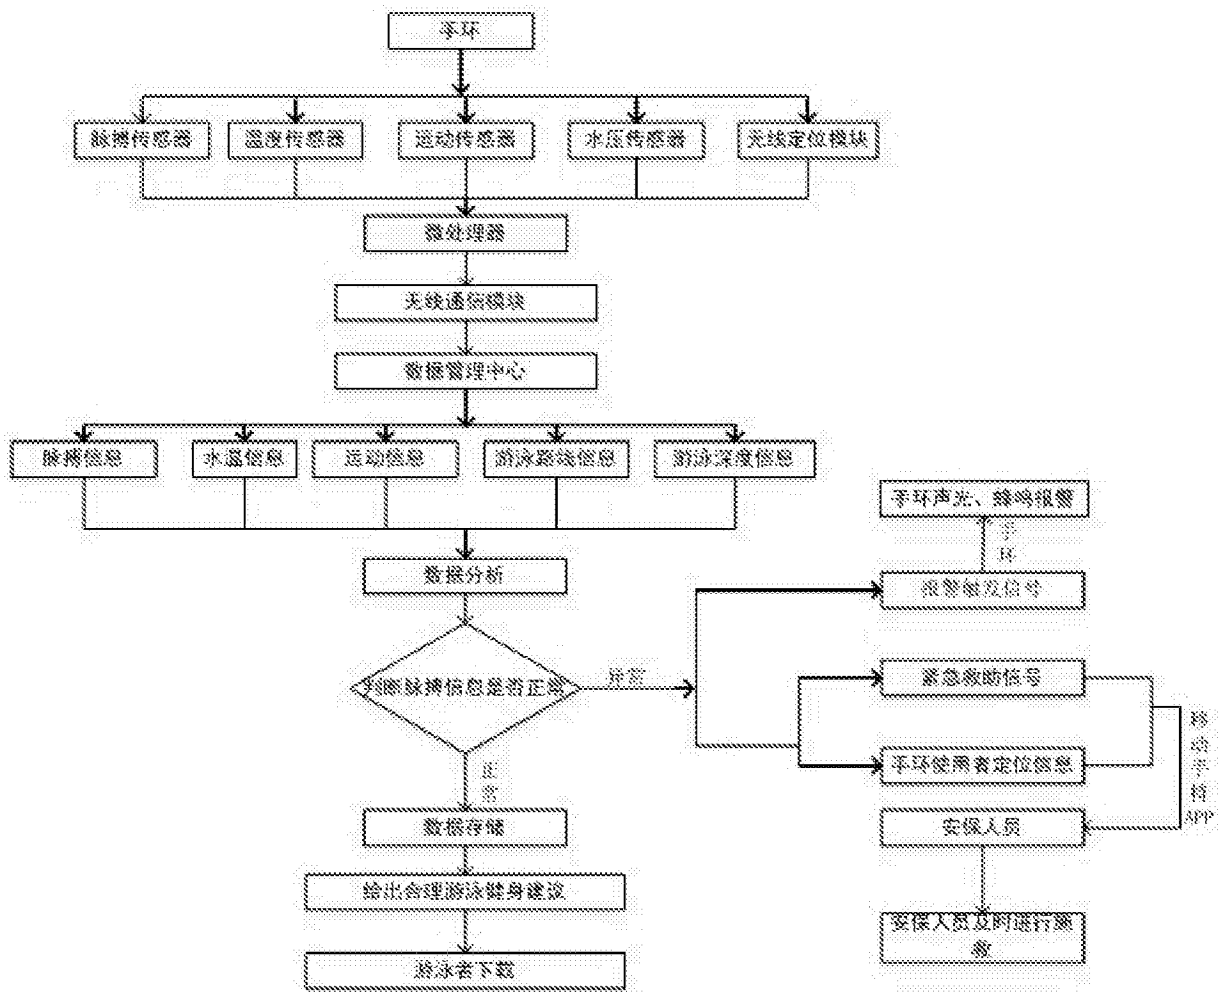 手环
脉搏传感器
温度传感器
运动传感器
水压传感器
无线定位模块
微处理器
无线通信模块
数据管理中心
脉搏信息
水温信息
运动信息
游泳路线信息
游泳深度信息
手环声光、蜂鸣报警
手环
数据分析
报警触发信号
判断脉搏信息是否正常
异常
紧急救助信号
移动手持APP
手环使用者定位信息
正常
数据存储
安保人员
给出合理游泳健身建议
安保人员及时进行施
救
游泳者下载